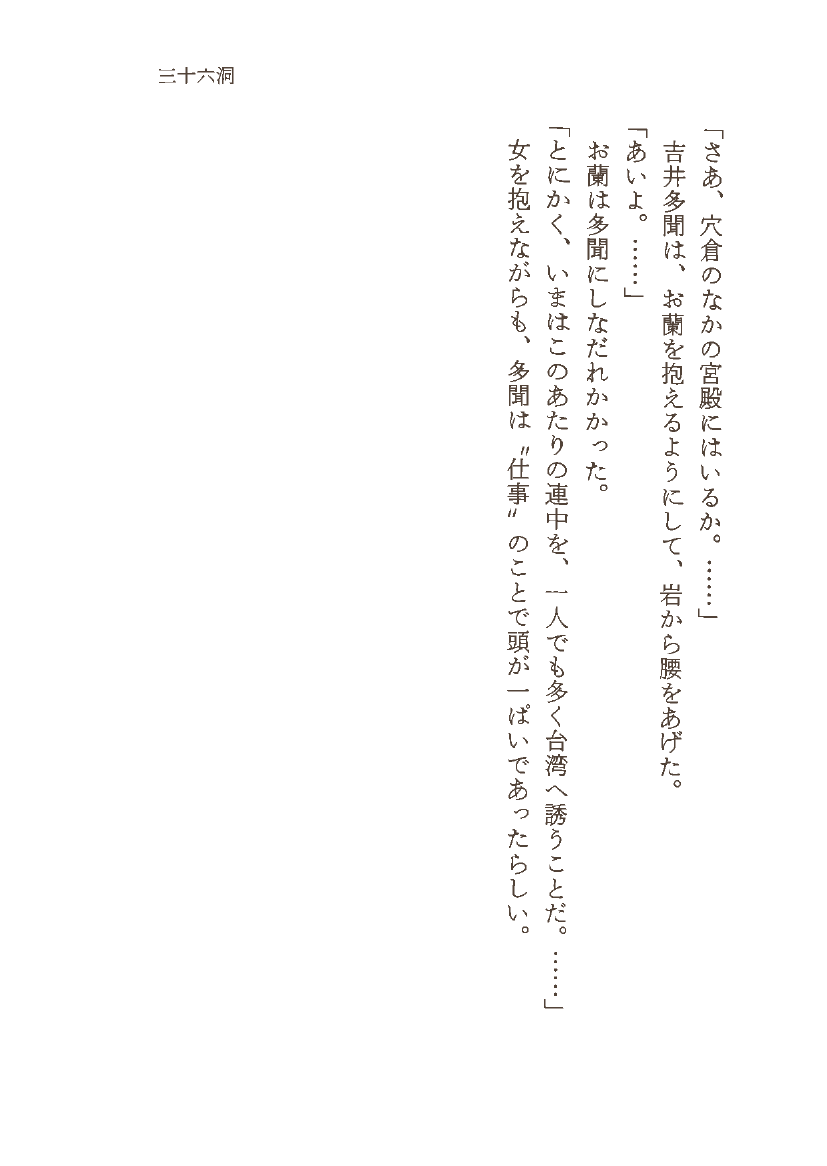 三十六洞
「さあ、穴倉のなかの宮殿にはいるか。……」
吉井多聞は、お蘭を抱えるようにして、岩から腰をあげた。
「あいよ。……」
お蘭は多聞にしなだれかかった。
「とにかく、いまはこのあたりの連中を、一人でも多く台湾へ誘うことだ。……」
女を抱えながらも、多聞は〝仕事〟のことで頭が一ぱいであったらしい。